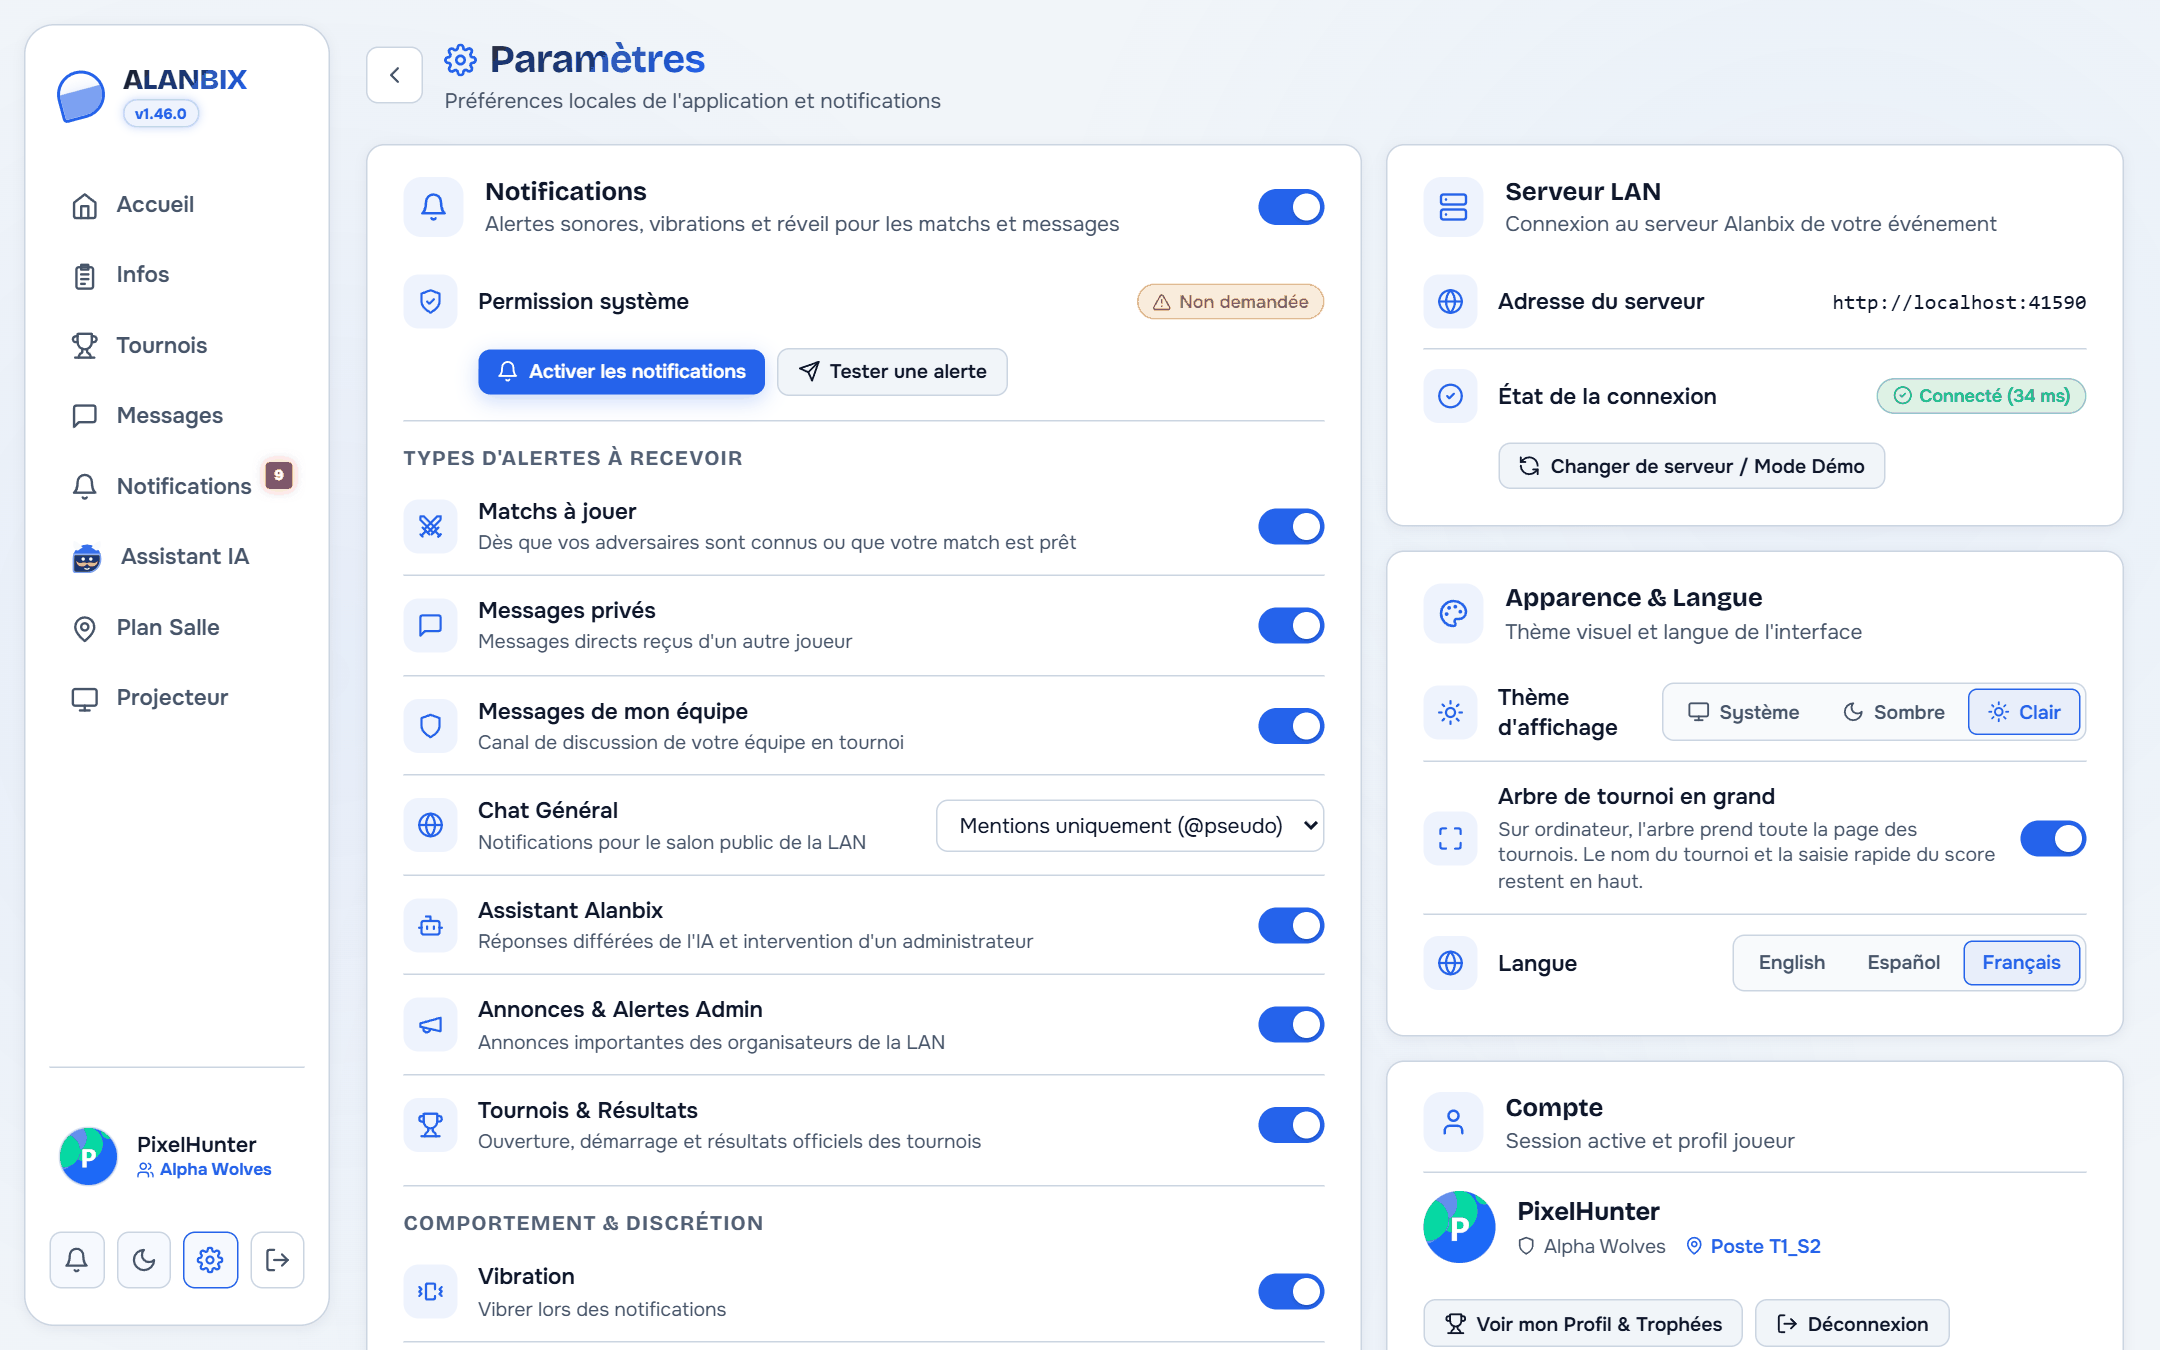 ALANBIX
v1.46.0
Accueil
Infos
Tournois
Messages
Notifications
9
Assistant IA
Plan Salle
Projecteur
P
PixelHunter
Alpha Wolves
Paramètres
Préférences locales de l'application et notifications
Notifications
Alertes sonores, vibrations et réveil pour les matchs et messages
Permission système
Non demandée
Activer les notifications
Tester une alerte
TYPES D'ALERTES À RECEVOIR
Matchs à jouer
Dès que vos adversaires sont connus ou que votre match est prêt
Messages privés
Messages directs reçus d'un autre joueur
Messages de mon équipe
Canal de discussion de votre équipe en tournoi
Chat Général
Notifications pour le salon public de la LAN
Mentions uniquement (@pseudo)
Assistant Alanbix
Réponses différées de l'IA et intervention d'un administrateur
Annonces & Alertes Admin
Annonces importantes des organisateurs de la LAN
Tournois & Résultats
Ouverture, démarrage et résultats officiels des tournois
COMPORTEMENT & DISCRÉTION
Vibration
Vibrer lors des notifications
Serveur LAN
Connexion au serveur Alanbix de votre événement
Adresse du serveur
http://localhost:41590
État de la connexion
Connecté (34 ms)
Changer de serveur / Mode Démo
Apparence & Langue
Thème visuel et langue de l'interface
Thème
d'affichage
Système
Sombre
Clair
Arbre de tournoi en grand
Sur ordinateur, l'arbre prend toute la page des
tournois. Le nom du tournoi et la saisie rapide du score
restent en haut.
Langue
English
Español
Français
Compte
Session active et profil joueur
P
PixelHunter
Alpha Wolves
Poste T1_S2
Voir mon Profil & Trophées
Déconnexion